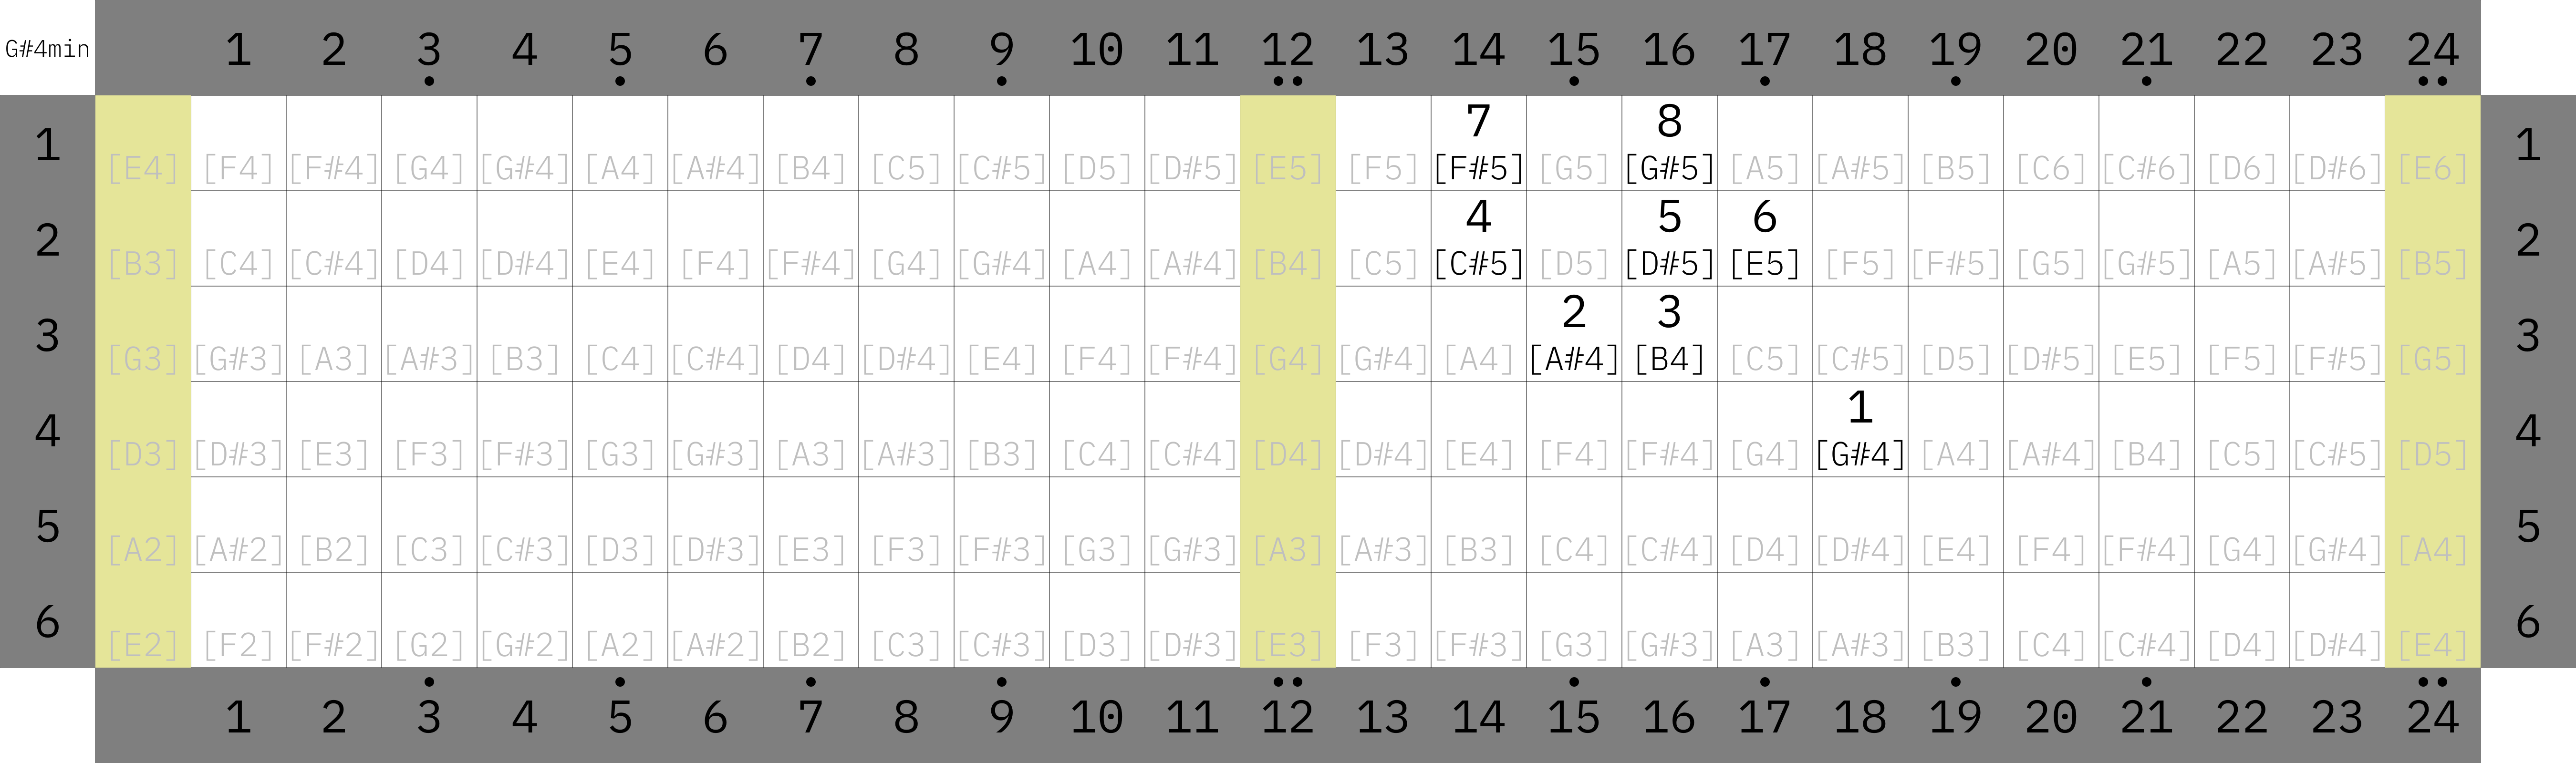 G#4min 1 2 3 4 5 6 7 8 9 10 11 12 13 14 15 16 17 18 19 20 21 22 23 24
7 8
1 [E4] [F4] [F#4] [G4] [G#4] [A4] [A#4] [B4] [C5] [C#5] [D5] [D#5] [E5] [F5] [F#5] [G5] [G#5] [A5] [A#5] [B5] [C6] [C#6] [D6] [D#6] [E6] 1
4 5 6
2 [B3] [C4] [C#4] [D4] [D#4] [E4] [F4] [F#4] [G4] [G#4] [A4] [A#4] [B4] [C5] [C#5] [D5] [D#5] [E5] [F5] [F#5] [G5] [G#5] [A5] [A#5] [B5] 2
2 3
3 [G3] [G#3] [A3] [A#3] [B3] [C4] [C#4] [D4] [D#4] [E4] [F4] [F#4] [G4] [G#4] [A4] [A#4] [B4] [C5] [C#5] [D5] [D#5] [E5] [F5] [F#5] [G5] 3
1
4 [D3] [D#3] [E3] [F3] [F#3] [G3] [G#3] [A3] [A#3] [B3] [C4] [C#4] [D4] [D#4] [E4] [F4] [F#4] [G4] [G#4] [A4] [A#4] [B4] [C5] [C#5] [D5] 4
5 [A2] [A#2] [B2] [C3] [C#3] [D3] [D#3] [E3] [F3] [F#3] [G3] [G#3] [A3] [A#3] [B3] [C4] [C#4] [D4] [D#4] [E4] [F4] [F#4] [G4] [G#4] [A4] 5
6 [E2] [F2] [F#2] [G2] [G#2] [A2] [A#2] [B2] [C3] [C#3] [D3] [D#3] [E3] [F3] [F#3] [G3] [G#3] [A3] [A#3] [B3] [C4] [C#4] [D4] [D#4] [E4] 6
1 2 3 4 5 6 7 8 9 10 11 12 13 14 15 16 17 18 19 20 21 22 23 24